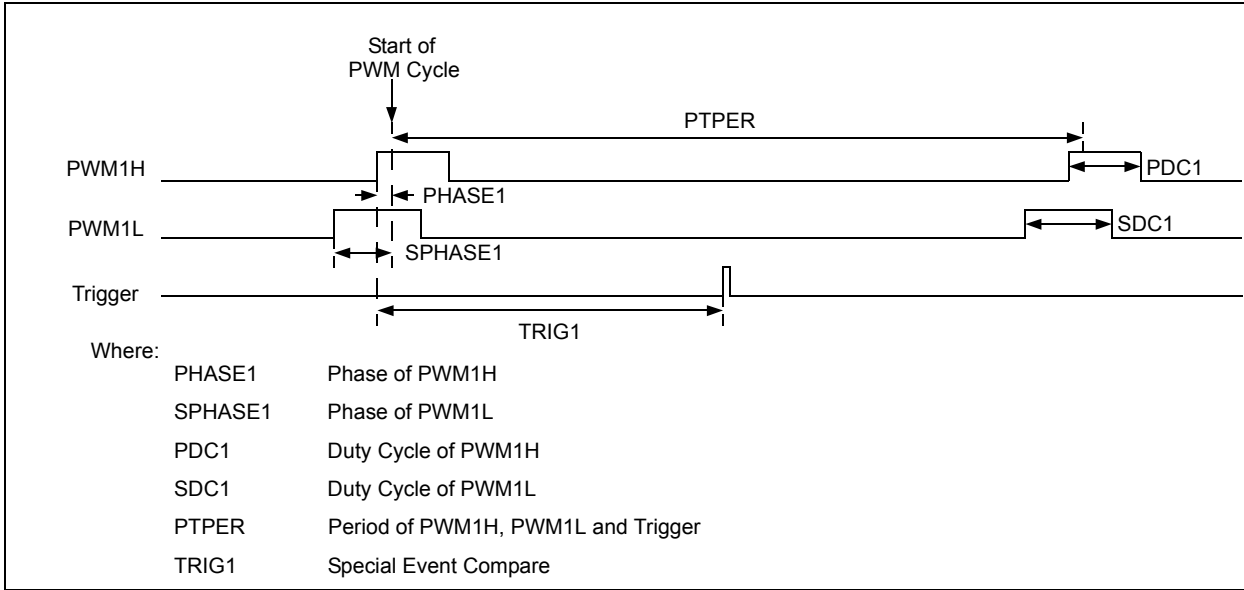 Start of
PWM Cycle
PTPER
PWM1H
PDC1
PHASE1
PWM1L
SDC1
SPHASE1
Trigger
TRIG1
Where:
PHASE1 Phase of PWM1H
SPHASE1 Phase of PWM1L
PDC1 Duty Cycle of PWM1H
SDC1 Duty Cycle of PWM1L
PTPER Period of PWM1H, PWM1L and Trigger
TRIG1 Special Event Compare